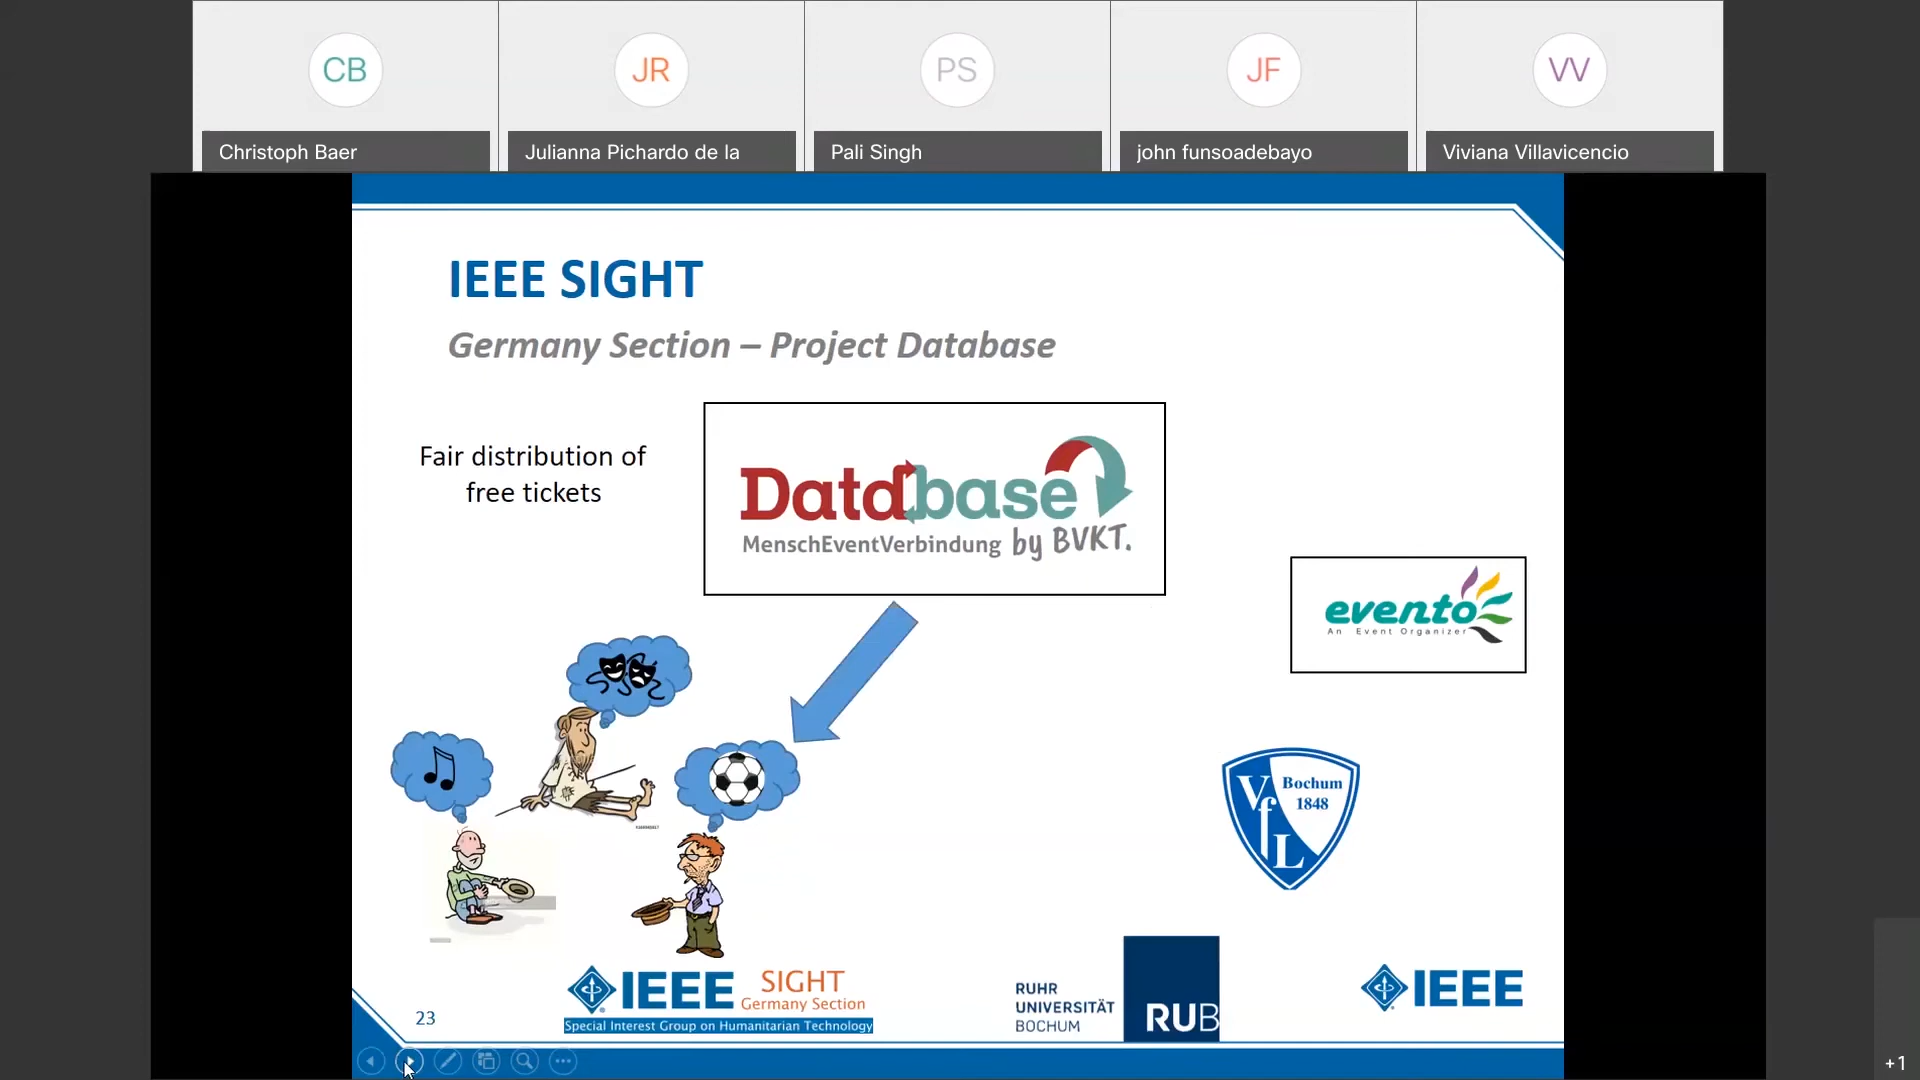 CB
JR
PS
JF
VV
Christoph Baer
Julianna Pichardo de la
Pali Singh
john funsoadebayo
Viviana Villavicencio
IEEE SIGHT
Germany Section – Project Database
Fair distribution of
free tickets
Database
MenschEventVerbindung by BVKT.
evento
An Event Organizer
VfL
Bochum
1848
IEEE SIGHT
Germany Section
Special Interest Group on Humanitarian Technology
RUHR
UNIVERSITÄT
BOCHUM
RUB
IEEE
23
+1